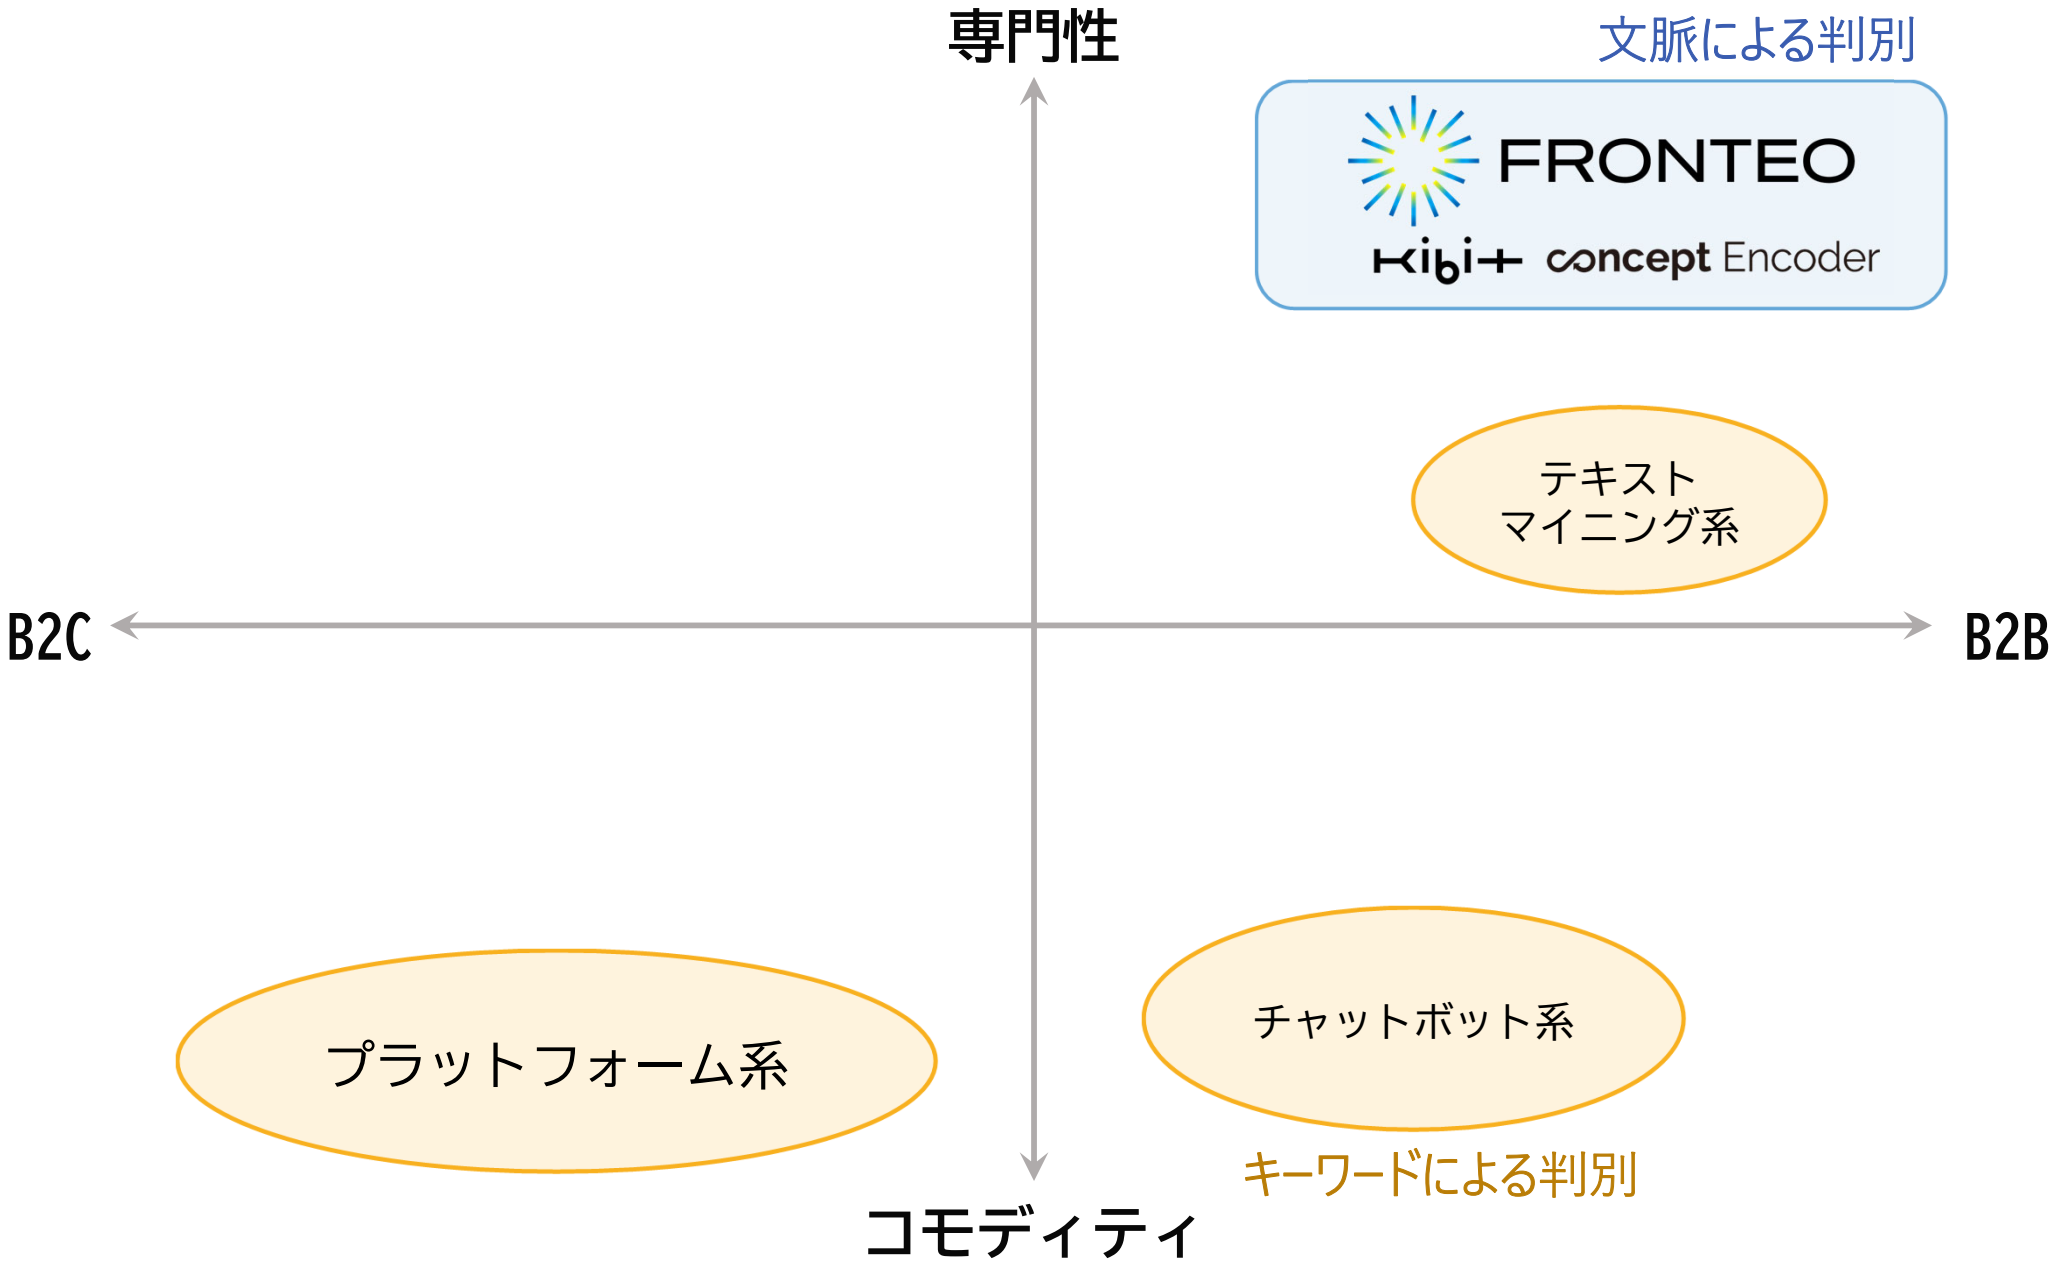 専門性
文脈による判別
FRONTEO
kibit concept Encoder
テキスト
マイニング系
B2C
B2B
チャットボット系
プラットフォーム系
キーワードによる判別
コモディティ